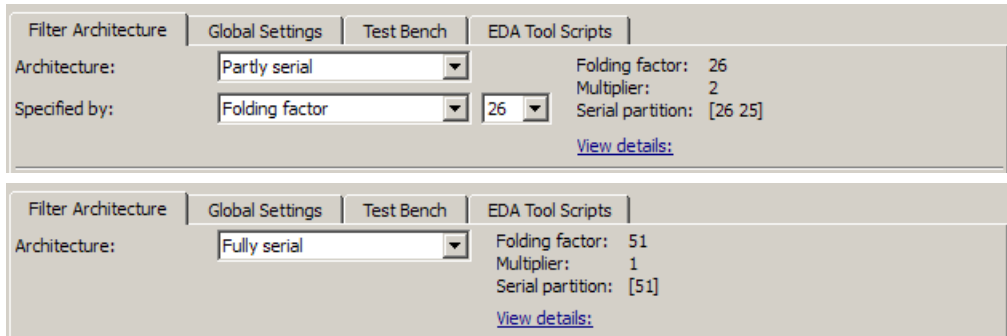 Filter Architecture Global Settings Test Bench EDA Tool Scripts
Architecture: Partly serial Folding factor: 26
Multiplier: 2
Specified by: Folding factor 26 Serial partition: [26 25]
View details:
Filter Architecture Global Settings Test Bench EDA Tool Scripts
Architecture: Fully serial Folding factor: 51
Multiplier: 1
Serial partition: [51]
View details: